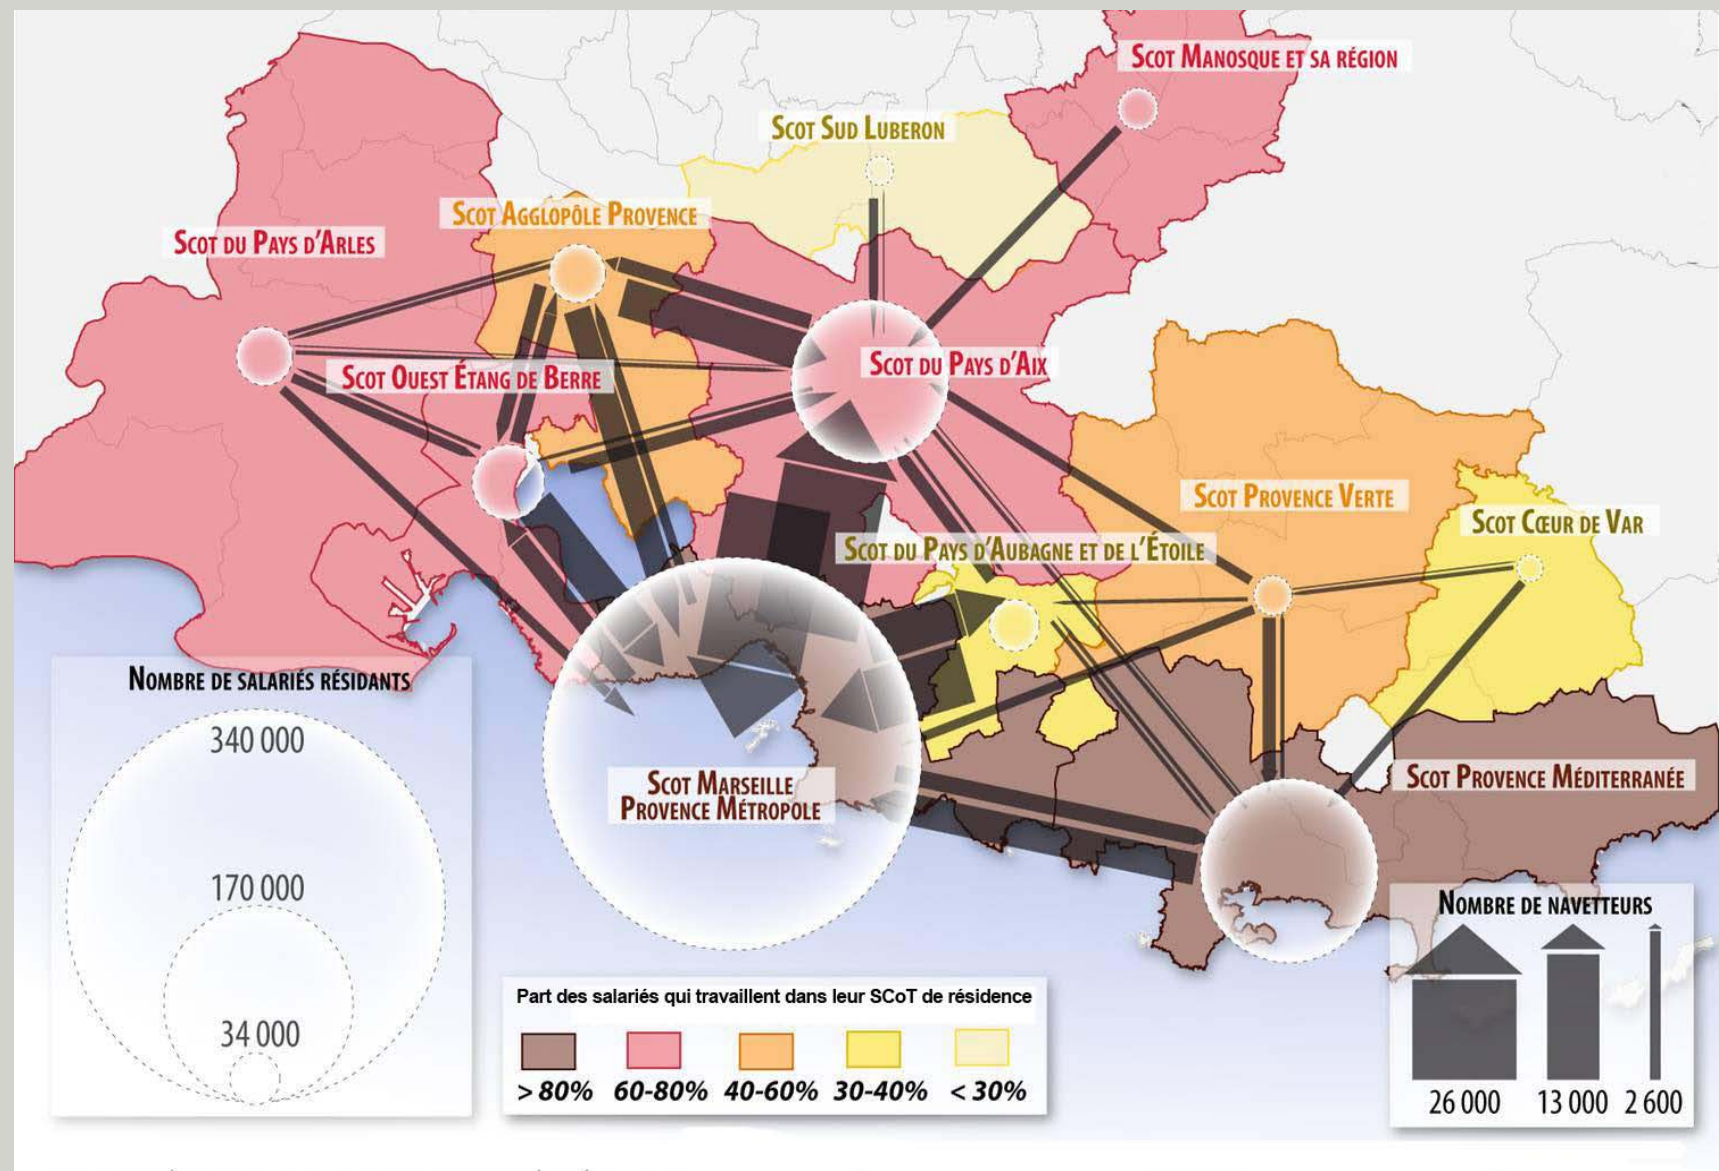 SCOT MANOSQUE ET SA RÉGION
SCOT SUD LUBERON
SCOT AGGLOPÔLE PROVENCE
SCOT DU PAYS D'ARLES
SCOT OUEST ÉTANG DE BERRE
SCOT DU PAYS D'AIX
SCOT PROVENCE VERTE
SCOT CŒUR DE VAR
SCOT DU PAYS D'AUBAGNE ET DE L'ÉTOILE
SCOT MARSEILLE
PROVENCE MÉTROPOLE
SCOT PROVENCE MÉDITERRANÉE
NOMBRE DE SALARIÉS RÉSIDANTS
340 000
170 000
34 000
Part des salariés qui travaillent dans leur SCoT de résidence
> 80% 60-80% 40-60% 30-40% < 30%
NOMBRE DE NAVETTEURS
26 000 13 000 2 600